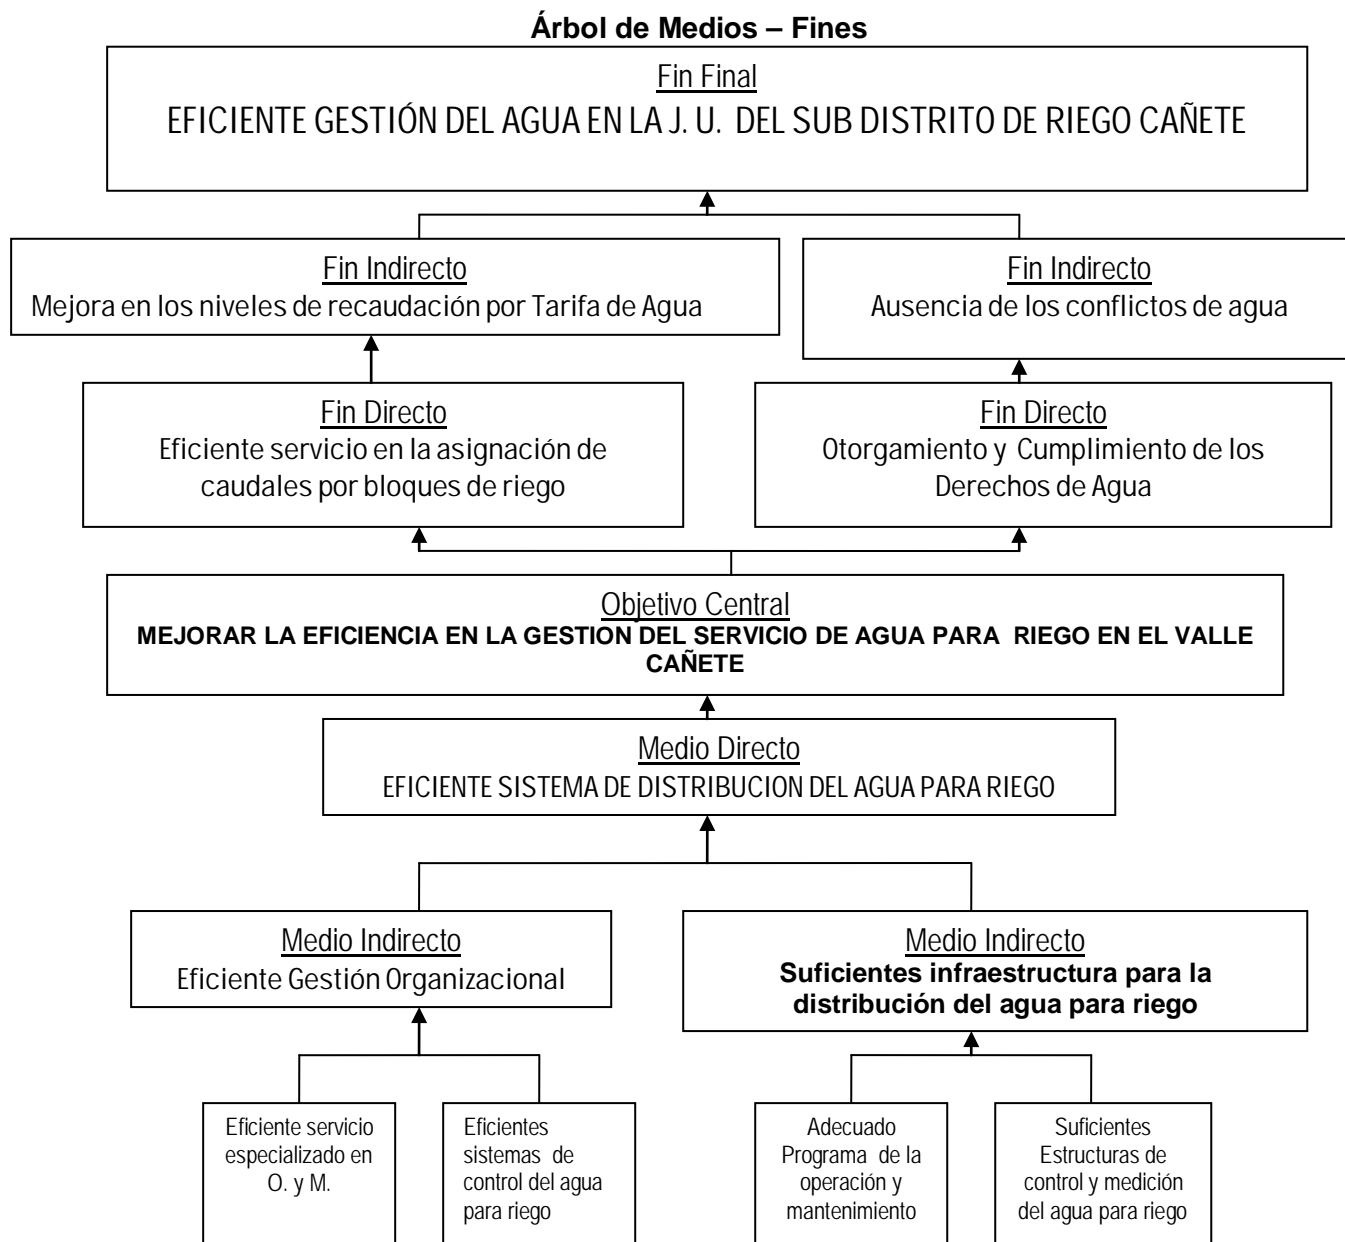 Árbol de Medios – Fines
Fin Final
EFICIENTE GESTIÓN DEL AGUA EN LA J. U. DEL SUB DISTRITO DE RIEGO CAÑETE
Fin Indirecto
Mejora en los niveles de recaudación por Tarifa de Agua
Fin Indirecto
Ausencia de los conflictos de agua
Fin Directo
Eficiente servicio en la asignación de
caudales por bloques de riego
Fin Directo
Otorgamiento y Cumplimiento de los
Derechos de Agua
Objetivo Central
MEJORAR LA EFICIENCIA EN LA GESTION DEL SERVICIO DE AGUA PARA RIEGO EN EL VALLE
CAÑETE
Medio Directo
EFICIENTE SISTEMA DE DISTRIBUCION DEL AGUA PARA RIEGO
Medio Indirecto
Eficiente Gestión Organizacional
Medio Indirecto
Suficientes infraestructura para la
distribución del agua para riego
Eficiente servicio
especializado en
O. y M.
Eficientes
sistemas de
control del agua
para riego
Adecuado
Programa de la
operación y
mantenimiento
Suficientes
Estructuras de
control y medición
del agua para riego